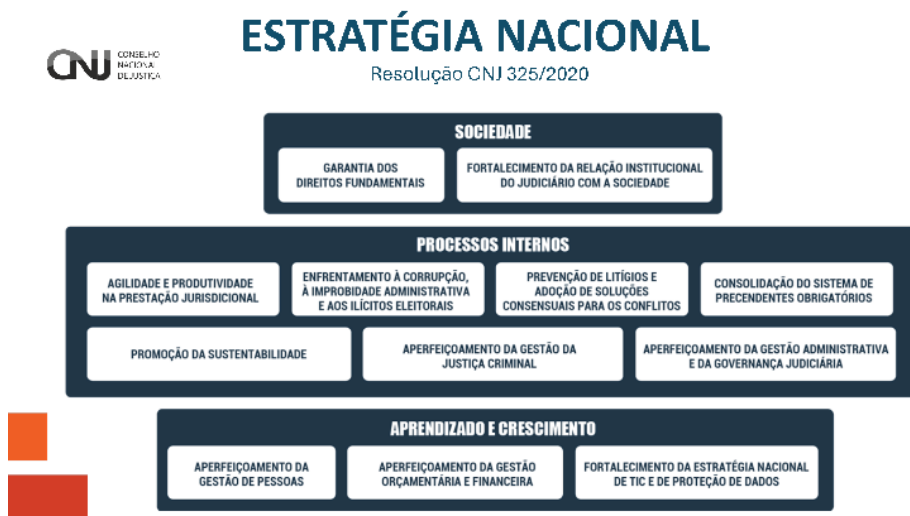 CNJ
CONSELHO
NACIONAL
DE JUSTIÇA
ESTRATÉGIA NACIONAL
Resolução CNJ 325/2020
SOCIEDADE
GARANTIA DOS
DIREITOS FUNDAMENTAIS
FORTALECIMENTO DA RELAÇÃO INSTITUCIONAL
DO JUDICIÁRIO COM A SOCIEDADE
PROCESSOS INTERNOS
AGILIDADE E PRODUTIVIDADE
NA PRESTAÇÃO JURISDICIONAL
ENFRENTAMENTO À CORRUPÇÃO,
À IMPROBIDADE ADMINISTRATIVA
E AOS ILÍCITOS ELEITORAIS
PREVENÇÃO DE LITÍGIOS E
ADOÇÃO DE SOLUÇÕES
CONSENSUAIS PARA OS CONFLITOS
CONSOLIDAÇÃO DO SISTEMA DE
PRECENDENTES OBRIGATÓRIOS
PROMOÇÃO DA SUSTENTABILIDADE
APERFEIÇOAMENTO DA GESTÃO DA
JUSTIÇA CRIMINAL
APERFEIÇOAMENTO DA GESTÃO ADMINISTRATIVA
E DA GOVERNANÇA JUDICIÁRIA
APRENDIZADO E CRESCIMENTO
APERFEIÇOAMENTO DA
GESTÃO DE PESSOAS
APERFEIÇOAMENTO DA GESTÃO
ORÇAMENTÁRIA E FINANCEIRA
FORTALECIMENTO DA ESTRATÉGIA NACIONAL
DE TIC E DE PROTEÇÃO DE DADOS